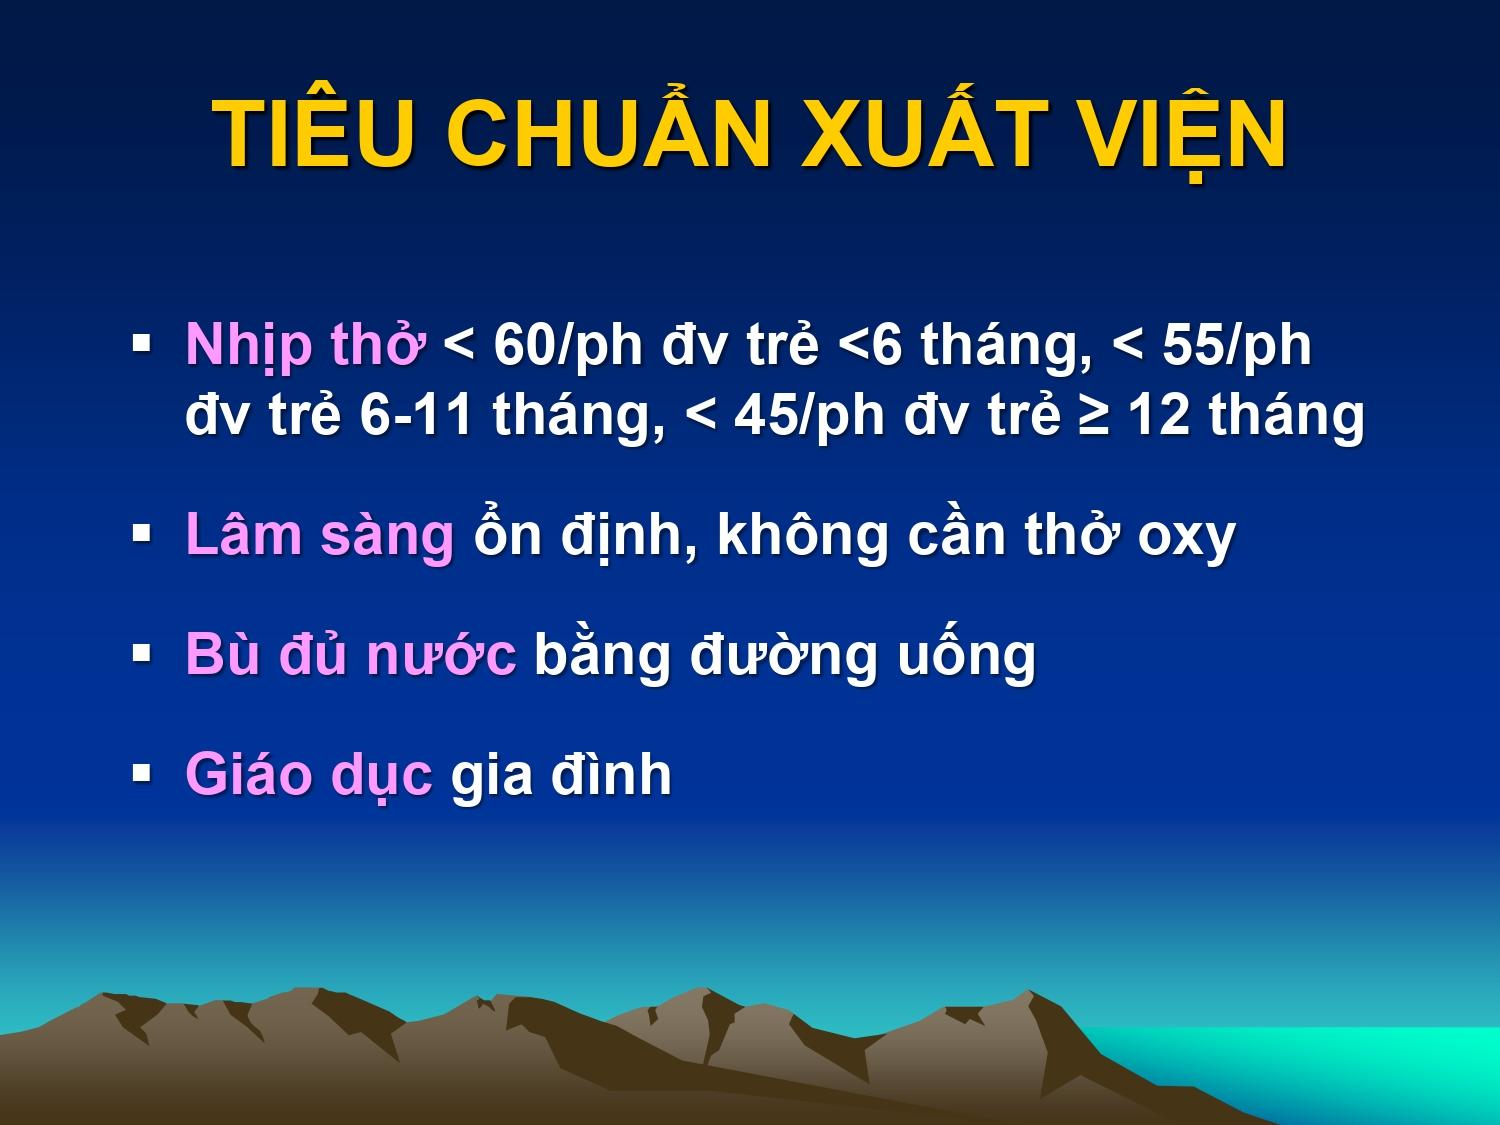 TIÊU CHUẨN XUẤT VIỆN
▪ Nhịp thở < 60/ph đv trẻ <6 tháng, < 55/ph
đv trẻ 6-11 tháng, < 45/ph đv trẻ ≥ 12 tháng
▪ Lâm sàng ổn định, không cần thở oxy
▪ Bù đủ nước bằng đường uống
▪ Giáo dục gia đình